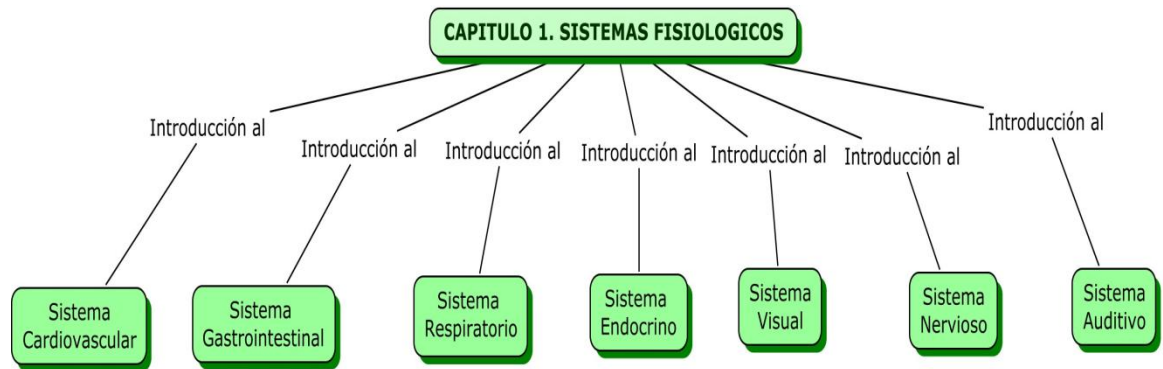 CAPITULO 1. SISTEMAS FISIOLOGICOS
Introducción al
Introducción al
Introducción al
Introducción al
Introducción al
Introducción al
Introducción al
Sistema
Cardiovascular
Sistema
Gastrointestinal
Sistema
Respiratorio
Sistema
Endocrino
Sistema
Visual
Sistema
Nervioso
Sistema
Auditivo